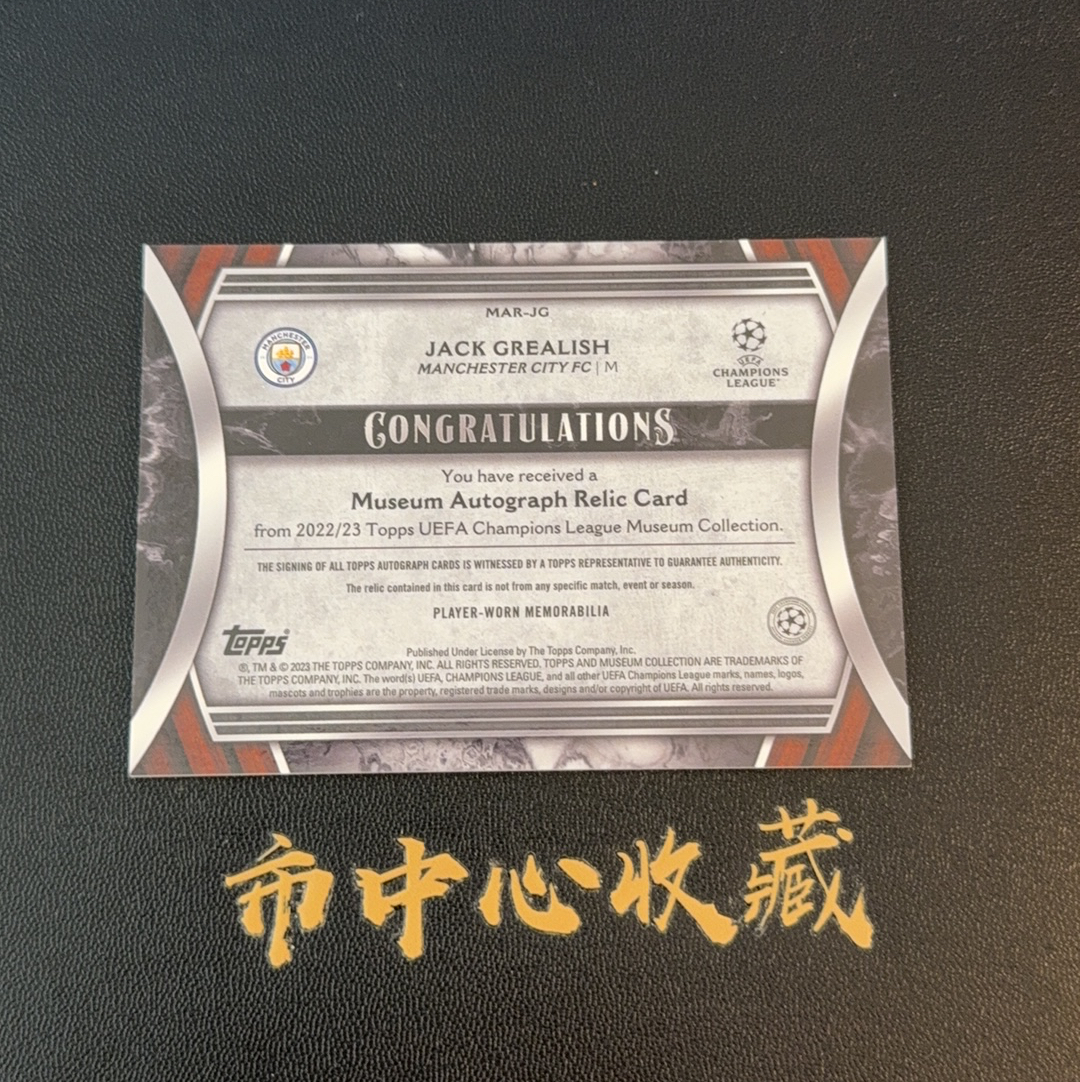 MAR-JG
MANCHESTER
CITY
JACK GREALISH
MANCHESTER CITY FC | M
UEFA
CHAMPIONS
LEAGUE™
CONGRATULATIONS
You have received a
Museum Autograph Relic Card
from 2022/23 Topps UEFA Champions League Museum Collection.
THE SIGNING OF ALL TOPPS AUTOGRAPH CARDS IS WITNESSED BY A TOPPS REPRESENTATIVE TO GUARANTEE AUTHENTICITY.
The relic contained in this card is not from any specific match, event or season.
PLAYER-WORN MEMORABILIA
topps®
Published Under License by The Topps Company, Inc.
®, TM & © 2023 THE TOPPS COMPANY, INC. ALL RIGHTS RESERVED. TOPPS AND MUSEUM COLLECTION ARE TRADEMARKS OF
THE TOPPS COMPANY, INC. The word(s) UEFA, CHAMPIONS LEAGUE, and all other UEFA Champions League marks, names, logos,
mascots and trophies are the property, registered trade marks, designs and/or copyright of UEFA. All rights reserved.
市中心收藏